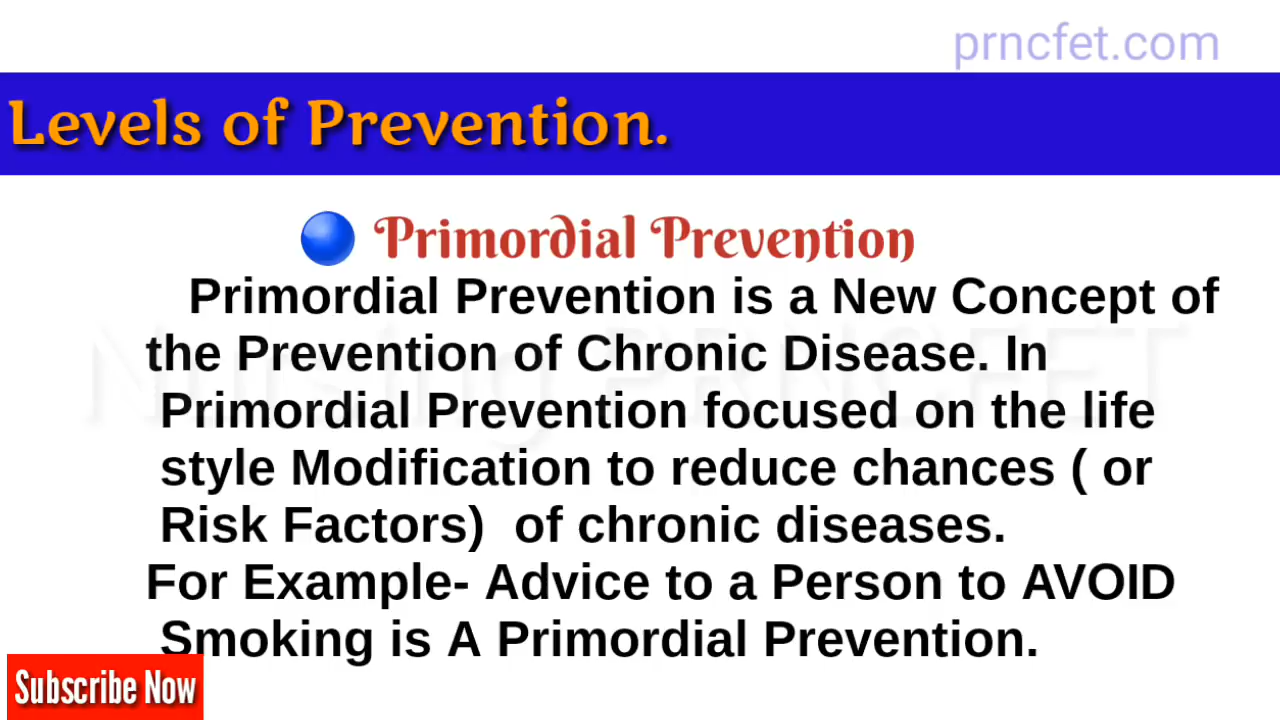 prncfet.com
Levels of Prevention.
Primordial Prevention
Primordial Prevention is a New Concept of
the Prevention of Chronic Disease. In
Primordial Prevention focused on the life
style Modification to reduce chances ( or
Risk Factors) of chronic diseases.
For Example- Advice to a Person to AVOID
Smoking is A Primordial Prevention.
Subscribe Now
Nursing PRNCFET